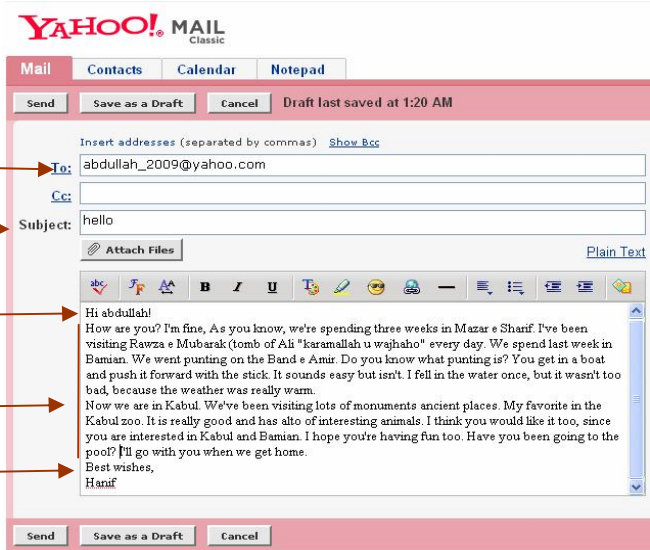 YAHOO! MAIL
Classic
Mail Contacts Calendar Notepad
Send Save as a Draft Cancel Draft last saved at 1:20 AM
Insert addresses (separated by commas) Show Bcc
To: abdullah_2009@yahoo.com
Cc:
Subject: hello
Attach Files Plain Text
Hi abdullah!
How are you? I'm fine, As you know, we're spending three weeks in Mazar e Sharif. I've been
visiting Rawza e Mubarak (tomb of Ali "karamallah u wajhaho" every day. We spend last week in
Bamian. We went punting on the Band e Amir. Do you know what punting is? You get in a boat
and push it forward with the stick. It sounds easy but isn't. I fell in the water once, but it wasn't too
bad, because the weather was really warm.
Now we are in Kabul. We've been visiting lots of monuments ancient places. My favorite in the
Kabul zoo. It is really good and has alto of interesting animals. I think you would like it too, since
you are interested in Kabul and Bamian. I hope you're having fun too. Have you been going to the
pool? I'll go with you when we get home.
Best wishes,
Hanif
Send Save as a Draft Cancel